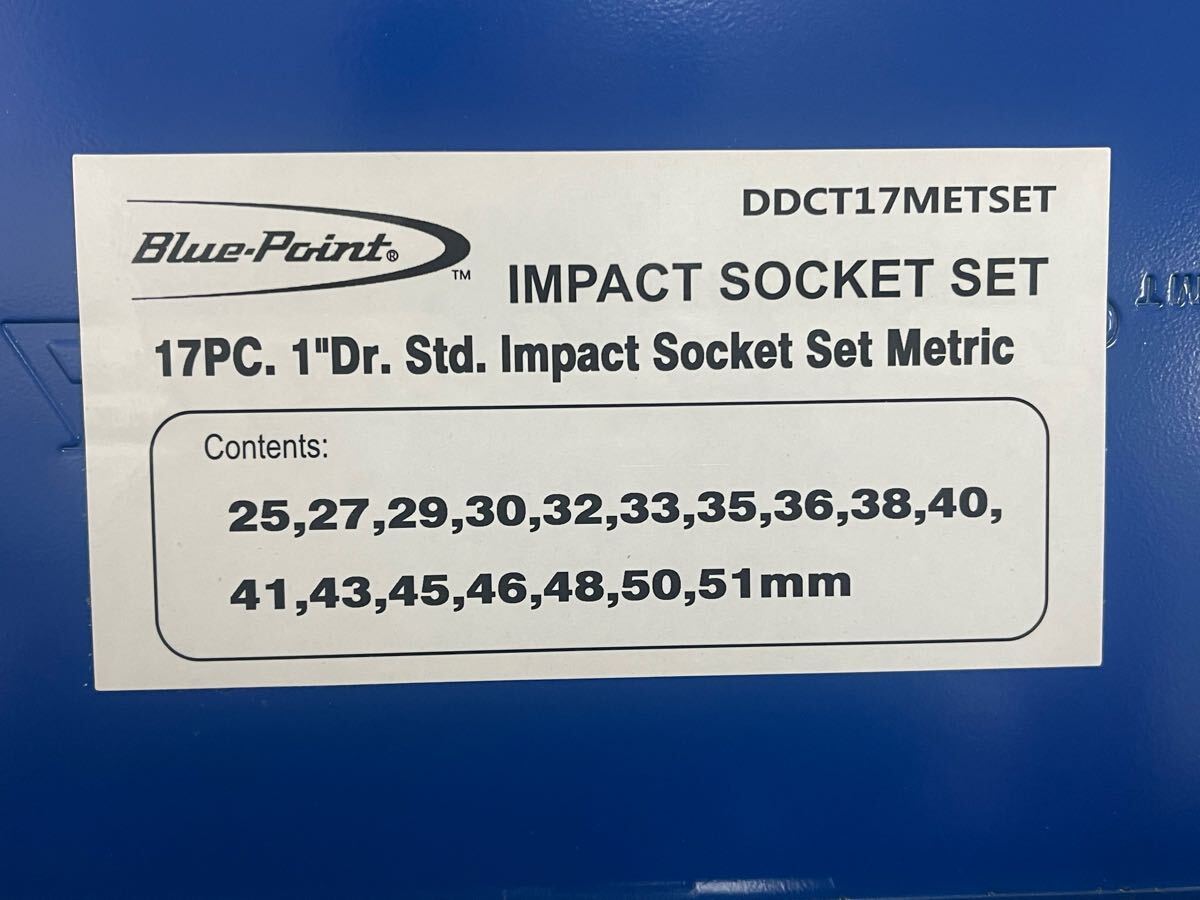 DDCT17METSET
Blue-Point® ™
IMPACT SOCKET SET
17PC. 1"Dr. Std. Impact Socket Set Metric
Contents:
25,27,29,30,32,33,35,36,38,40,
41,43,45,46,48,50,51mm